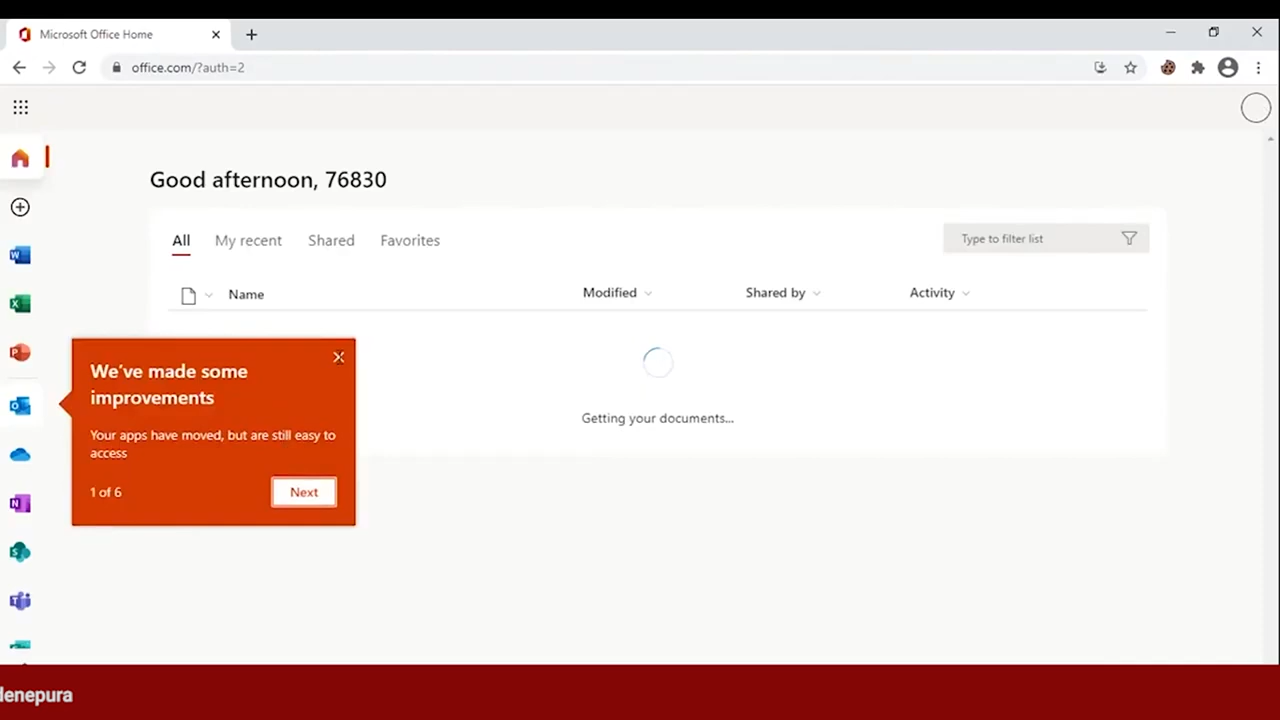 Microsoft Office Home
office.com/?auth=2
Good afternoon, 76830
All My recent Shared Favorites
Type to filter list
Name Modified Shared by Activity
We've made some
improvements
Your apps have moved, but are still easy to
access
1 of 6
Next
Getting your documents...
denepura